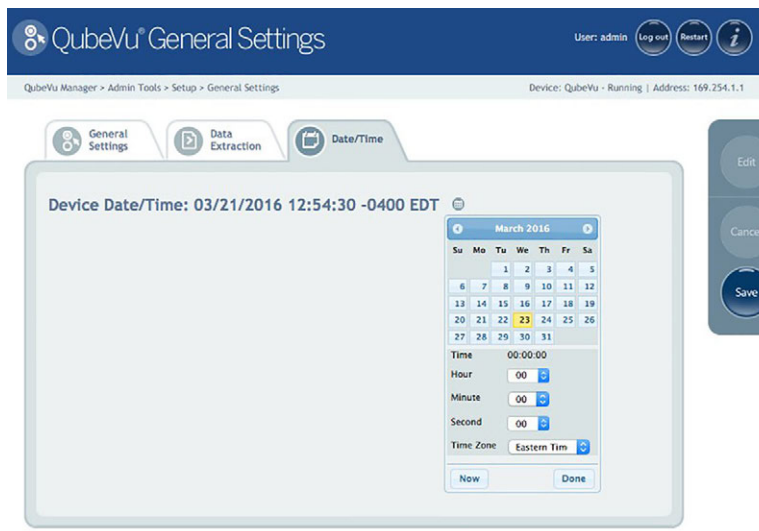 QubeVu® General Settings
User: admin
Log out
Restart
i
QubeVu Manager > Admin Tools > Setup > General Settings
Device: QubeVu - Running | Address: 169.254.1.1
General
Settings
Data
Extraction
Date/Time
Edit
Cance
Save
Device Date/Time: 03/21/2016 12:54:30 -0400 EDT
March 2016
Su Mo Tu We Th Fr Sa
1 2 3 4 5
6 7 8 9 10 11 12
13 14 15 16 17 18 19
20 21 22 23 24 25 26
27 28 29 30 31
Time 00:00:00
Hour 00
Minute 00
Second 00
Time Zone Eastern Tim
Now Done